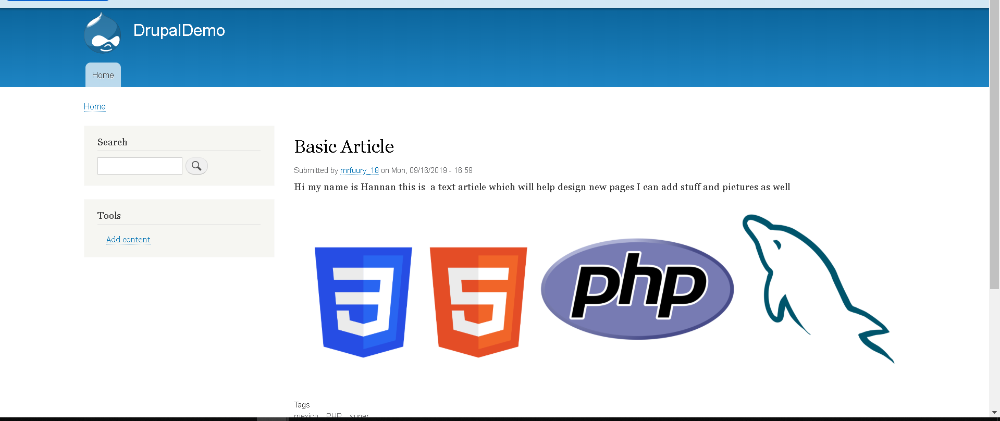 DrupalDemo
Home
Home
Search
Tools
Add content
Basic Article
Submitted by mrfuury_18 on Mon, 09/16/2019 - 16:59
Hi my name is Hannan this is  a text article which will help design new pages I can add stuff and pictures as well
3 5 php
Tags
mexico PHP super